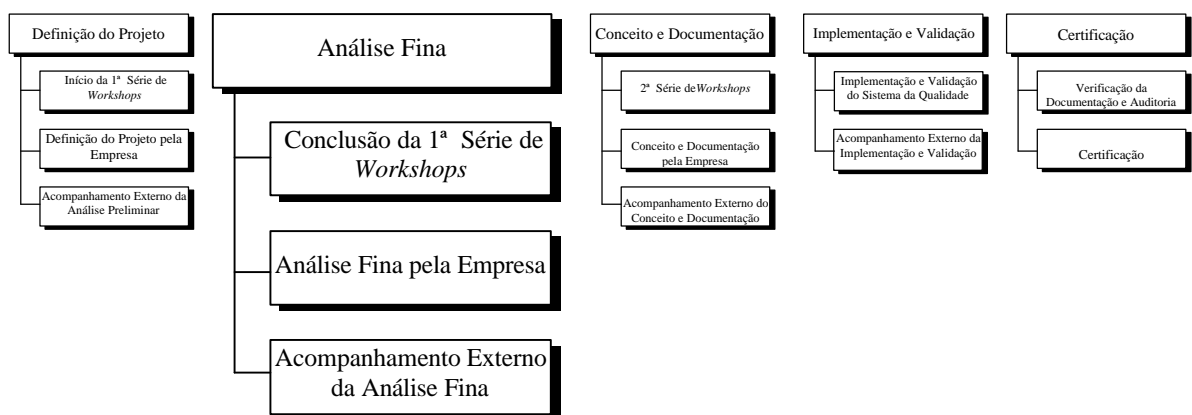 Definição do Projeto
Início da 1ª Série de
Workshops
Definição do Projeto pela
Empresa
Acompanhamento Externo da
Análise Preliminar
Análise Fina
Conclusão da 1ª Série de
Workshops
Análise Fina pela Empresa
Acompanhamento Externo
da Análise Fina
Conceito e Documentação
2ª Série de Workshops
Conceito e Documentação
pela Empresa
Acompanhamento Externo do
Conceito e Documentação
Implementação e Validação
Implementação e Validação
do Sistema da Qualidade
Acompanhamento Externo da
Implementação e Validação
Certificação
Verificação da
Documentação e Auditoria
Certificação